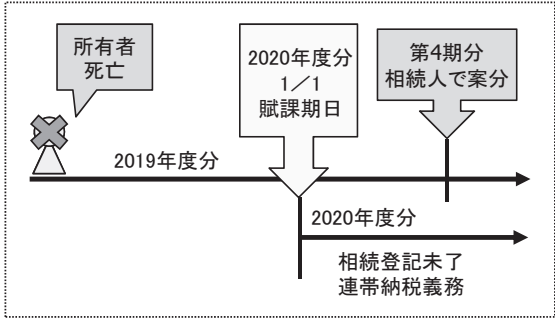 所有者
死亡
2020年度分
1／1
賦課期日
第4期分
相続人で案分
2019年度分
2020年度分
相続登記未了
連帯納税義務